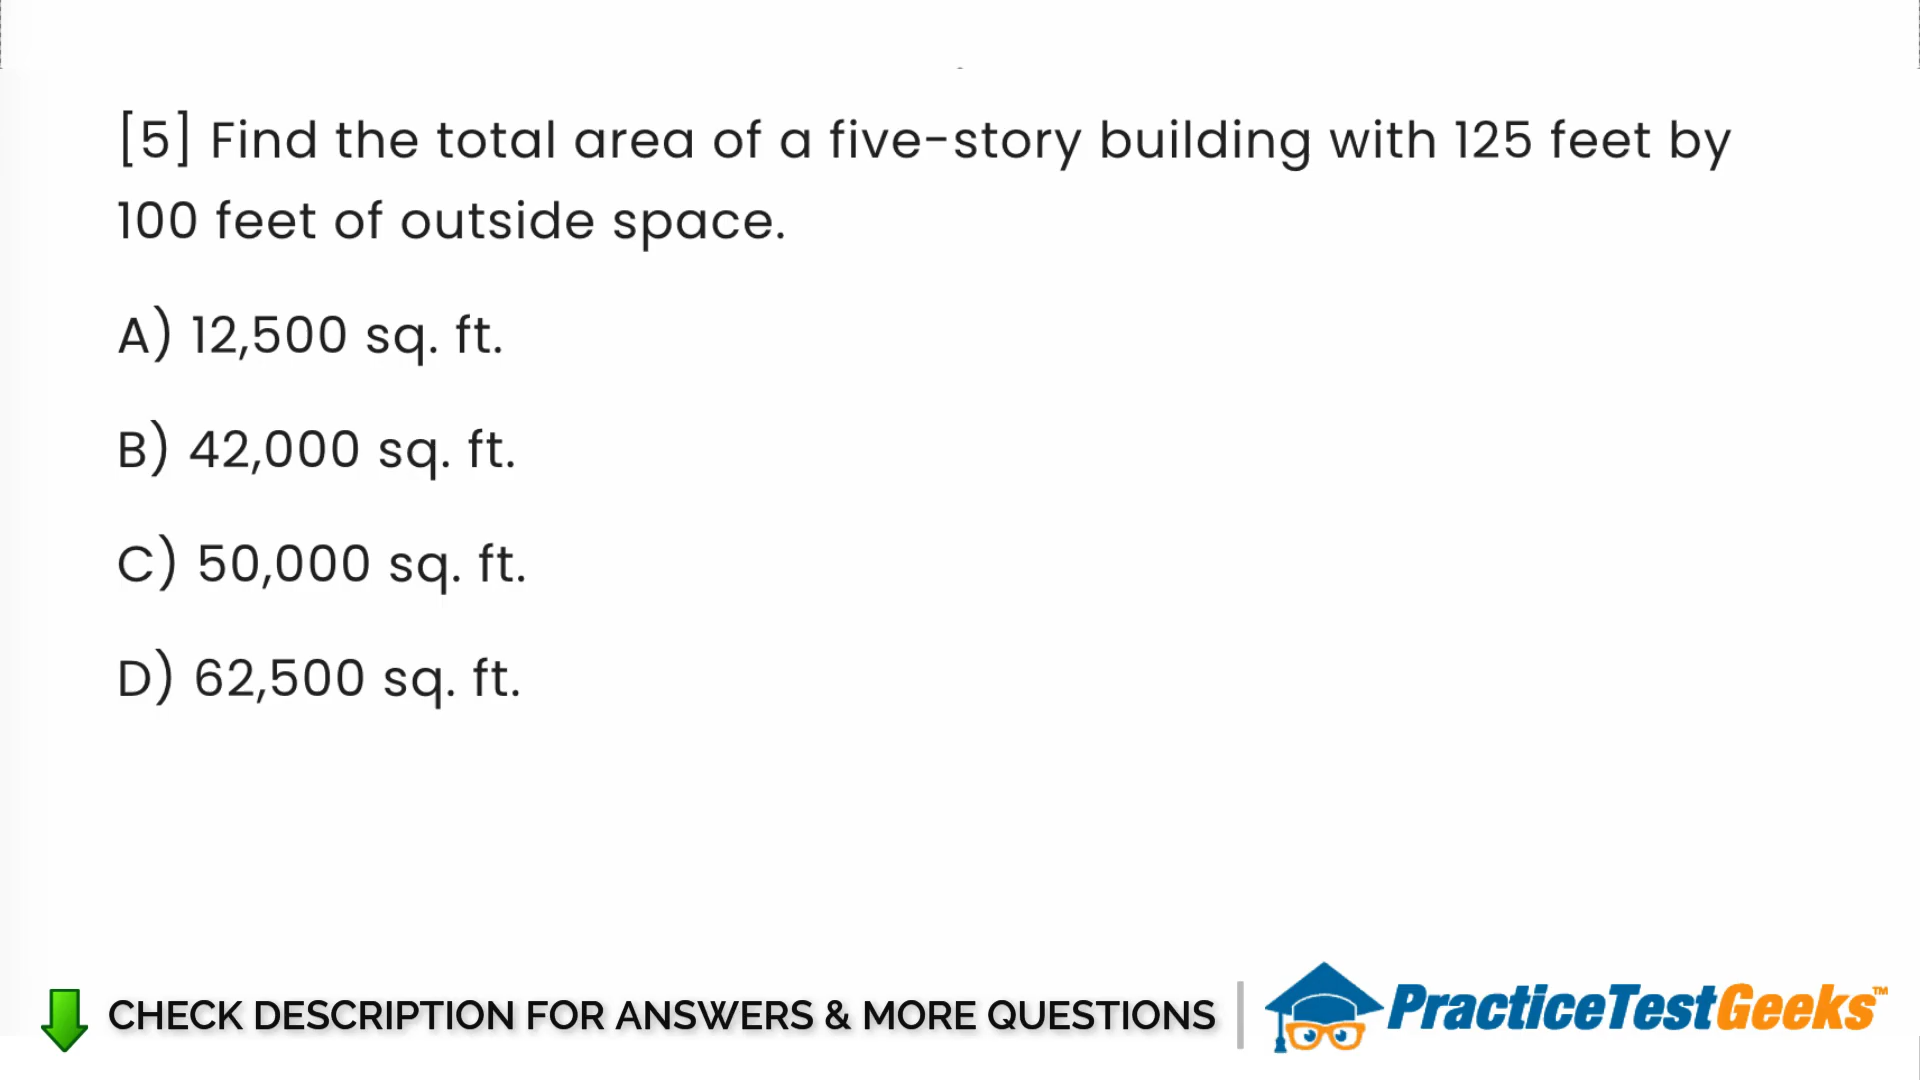 [5] Find the total area of a five-story building with 125 feet by
100 feet of outside space.
A) 12,500 sq. ft.
B) 42,000 sq. ft.
C) 50,000 sq. ft.
D) 62,500 sq. ft.
CHECK DESCRIPTION FOR ANSWERS & MORE QUESTIONS
PracticeTestGeeks™